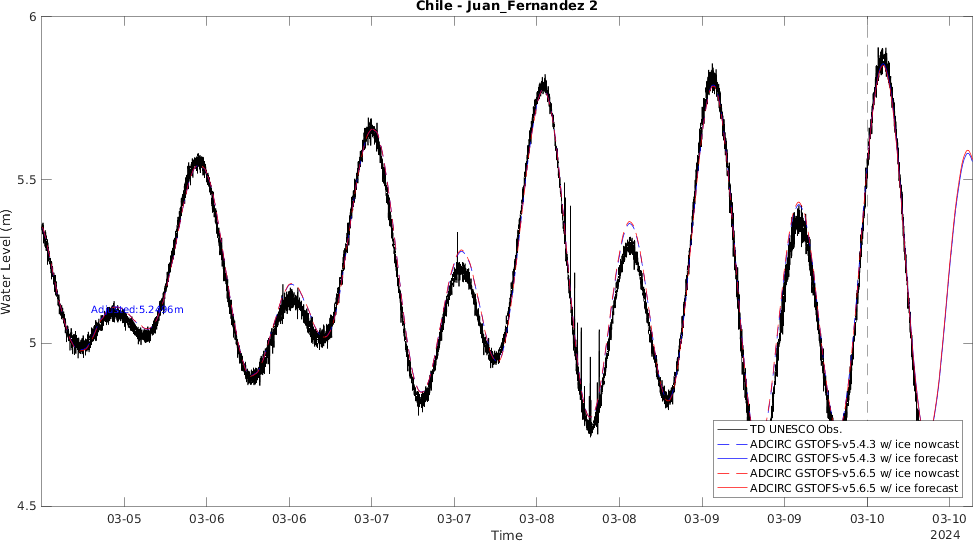 Chile - Juan_Fernandez 2
6
5.5
5
4.5
Water Level (m)
Adjusted:5.2496m
TD UNESCO Obs.
ADCIRC GSTOFS-v5.4.3 w/ ice nowcast
ADCIRC GSTOFS-v5.4.3 w/ ice forecast
ADCIRC GSTOFS-v5.6.5 w/ ice nowcast
ADCIRC GSTOFS-v5.6.5 w/ ice forecast
03-05 03-06 03-06 03-07 03-07 03-08 03-08 03-09 03-09 03-10 03-10
Time
2024